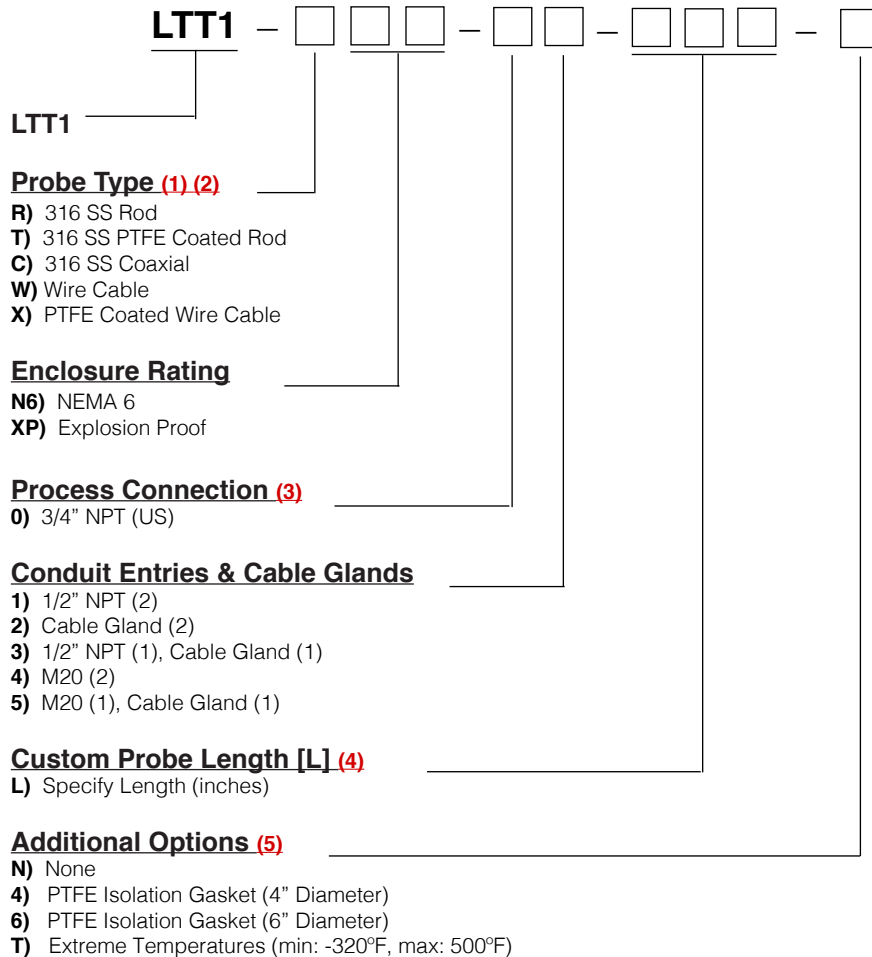 LTT1 – □ □ □ – □ □ – □ □ □ – □
LTT1
Probe Type (1) (2)
R) 316 SS Rod
T) 316 SS PTFE Coated Rod
C) 316 SS Coaxial
W) Wire Cable
X) PTFE Coated Wire Cable
Enclosure Rating
N6) NEMA 6
XP) Explosion Proof
Process Connection (3)
0) 3/4” NPT (US)
Conduit Entries & Cable Glands
1) 1/2” NPT (2)
2) Cable Gland (2)
3) 1/2” NPT (1), Cable Gland (1)
4) M20 (2)
5) M20 (1), Cable Gland (1)
Custom Probe Length [L] (4)
L) Specify Length (inches)
Additional Options (5)
N) None
4) PTFE Isolation Gasket (4” Diameter)
6) PTFE Isolation Gasket (6” Diameter)
T) Extreme Temperatures (min: -320ºF, max: 500ºF)